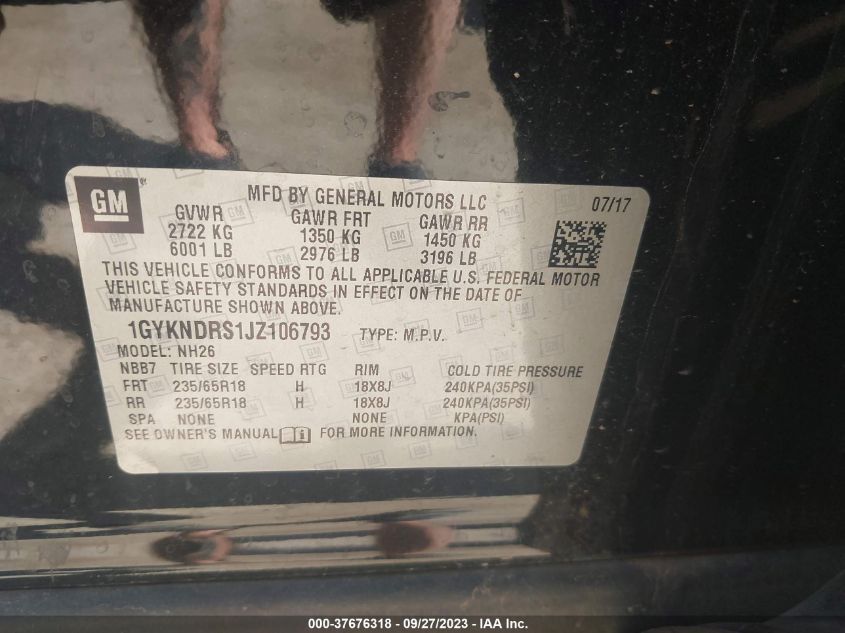 GM
MFD BY GENERAL MOTORS LLC 07/17
GVWR GAWR FRT GAWR RR
2722 KG 1350 KG 1450 KG
6001 LB 2976 LB 3196 LB
THIS VEHICLE CONFORMS TO ALL APPLICABLE U.S. FEDERAL MOTOR
VEHICLE SAFETY STANDARDS IN EFFECT ON THE DATE OF
MANUFACTURE SHOWN ABOVE.
1GYKNDRS1JZ106793 TYPE: M.P.V.
MODEL: NH26
NBB7 TIRE SIZE SPEED RTG RIM COLD TIRE PRESSURE
FRT 235/65R18 H 18X8J 240KPA(35PSI)
RR 235/65R18 H 18X8J 240KPA(35PSI)
SPA NONE NONE KPA(PSI)
SEE OWNER'S MANUAL FOR MORE INFORMATION.
000-37676318 - 09/27/2023 - IAA Inc.